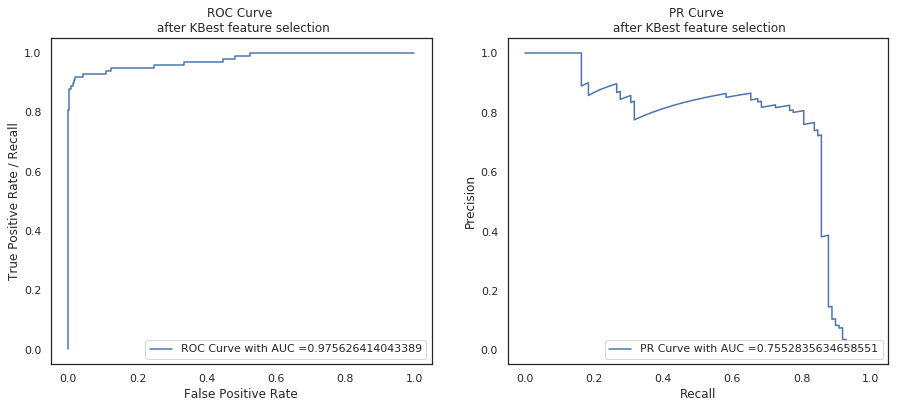 ROC Curve
after KBest feature selection
1.0
0.8
0.6
0.4
0.2
0.0
True Positive Rate / Recall
ROC Curve with AUC =0.975626414043389
0.0 0.2 0.4 0.6 0.8 1.0
False Positive Rate
PR Curve
after KBest feature selection
1.0
0.8
0.6
0.4
0.2
0.0
Precision
PR Curve with AUC =0.7552835634658551
0.0 0.2 0.4 0.6 0.8 1.0
Recall